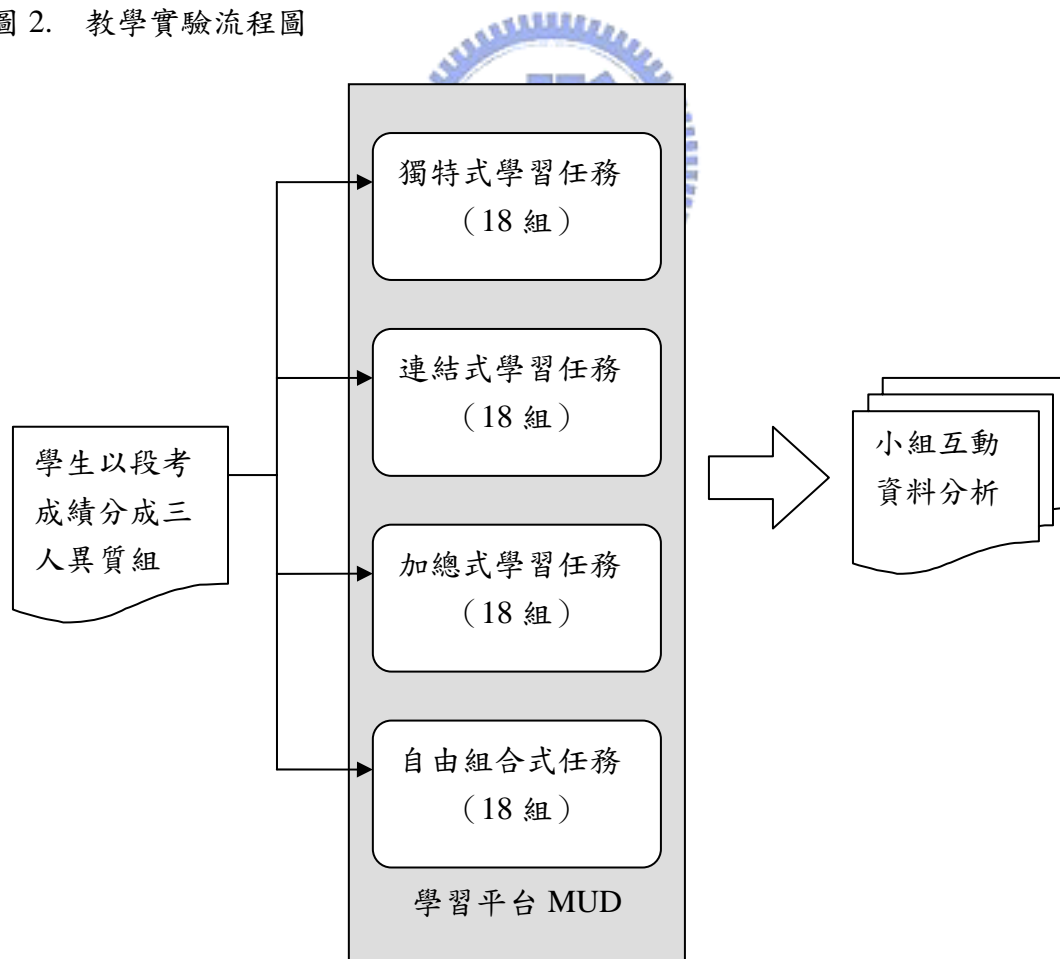 圖 2. 教學實驗流程圖
獨特式學習任務
（18 組）
連結式學習任務
（18 組）
學生以段考
成績分成三
人異質組
小組互動
資料分析
加總式學習任務
（18 組）
自由組合式任務
（18 組）
學習平台 MUD